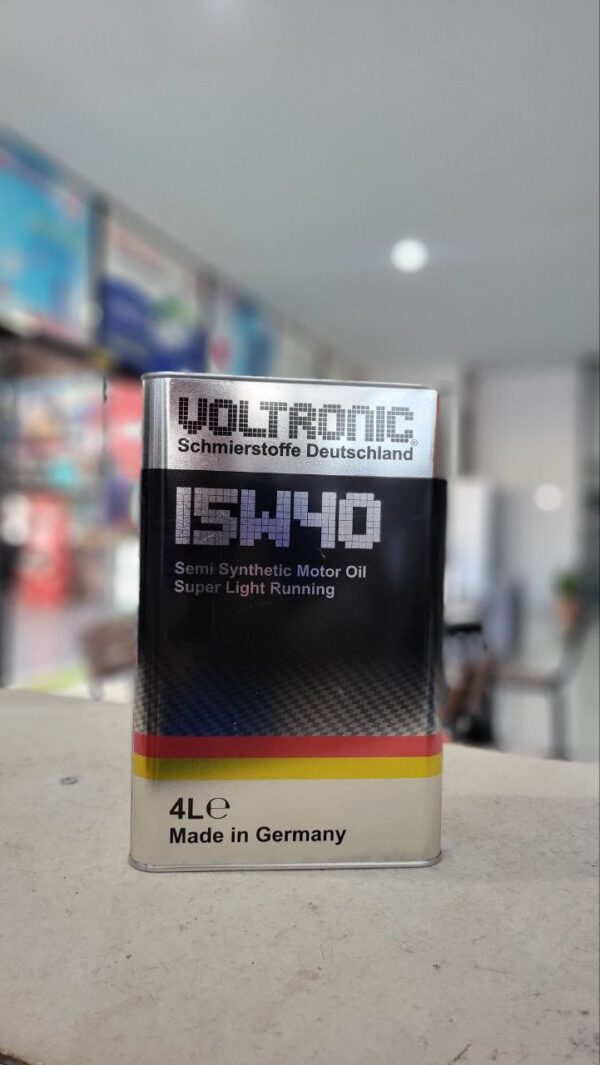 VOLTRONIC®
Schmierstoffe Deutschland
15W40
Semi Synthetic Motor Oil
Super Light Running
4L℮
Made in Germany